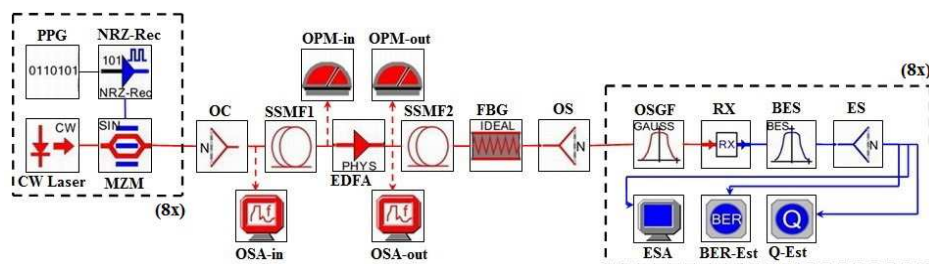 OPM-in OPM-out
PPG NRZ-Rec
(8x)
0110101
101
NRZ-Rec
OC SSMF1 SSMF2 FBG OS OSGF RX BES ES
IDEAL
GAUSS
BES
CW
SIN
N
PHYS
N
RX
N
CW Laser MZM
EDFA
(8x)
f
f
BER
Q
OSA-in OSA-out
ESA BER-Est Q-Est